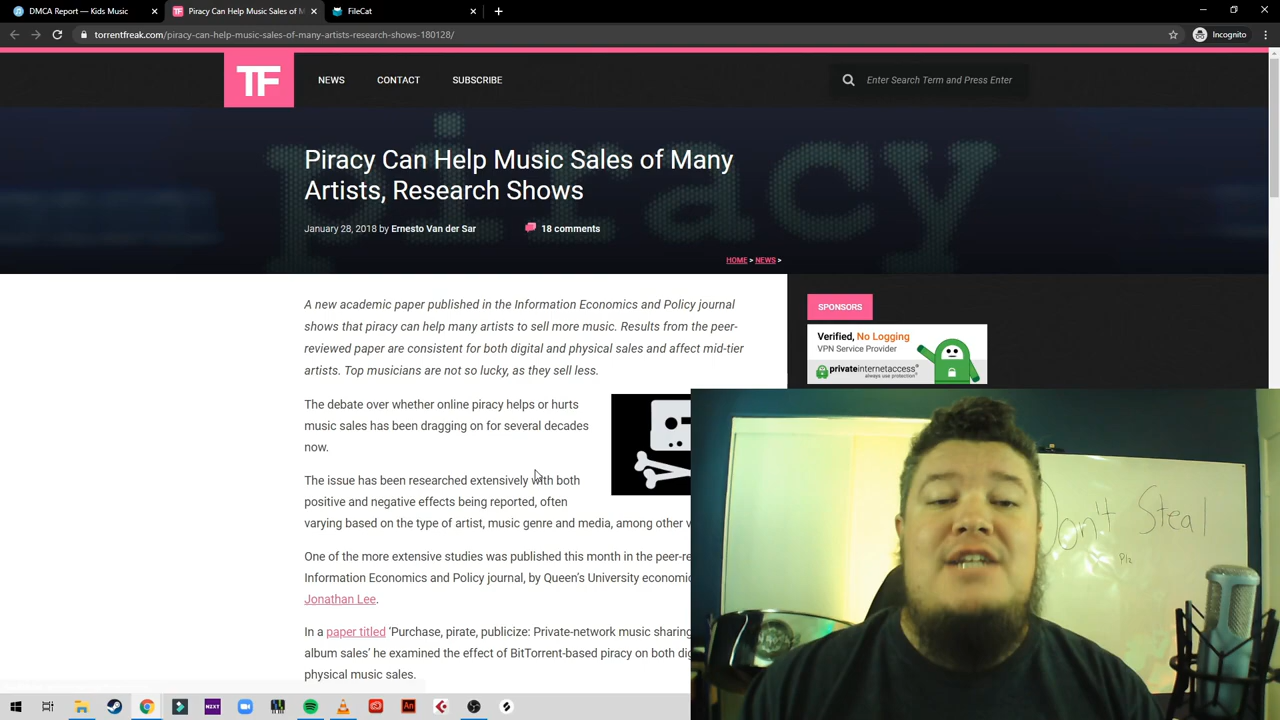 DMCA Report — Kids Music
Piracy Can Help Music Sales of M
FileCat
torrentfreak.com/piracy-can-help-music-sales-of-many-artists-research-shows-180128/
Incognito
TF
NEWS
CONTACT
SUBSCRIBE
Enter Search Term and Press Enter
piracy
Piracy Can Help Music Sales of Many
Artists, Research Shows
January 28, 2018 by Ernesto Van der Sar
18 comments
HOME > NEWS >
A new academic paper published in the Information Economics and Policy journal
shows that piracy can help many artists to sell more music. Results from the peer-
reviewed paper are consistent for both digital and physical sales and affect mid-tier
artists. Top musicians are not so lucky, as they sell less.
The debate over whether online piracy helps or hurts
music sales has been dragging on for several decades
now.
The issue has been researched extensively with both
positive and negative effects being reported, often
varying based on the type of artist, music genre and media, among other
One of the more extensive studies was published this month in the peer-re
Information Economics and Policy journal, by Queen's University economic
Jonathan Lee.
In a paper titled 'Purchase, pirate, publicize: Private-network music sharing
album sales' he examined the effect of BitTorrent-based piracy on both dig
physical music sales.
SPONSORS
Verified, No Logging
VPN Service Provider
privateinternetaccess
always use protection
Don't Steal
Plz
NZXT
An